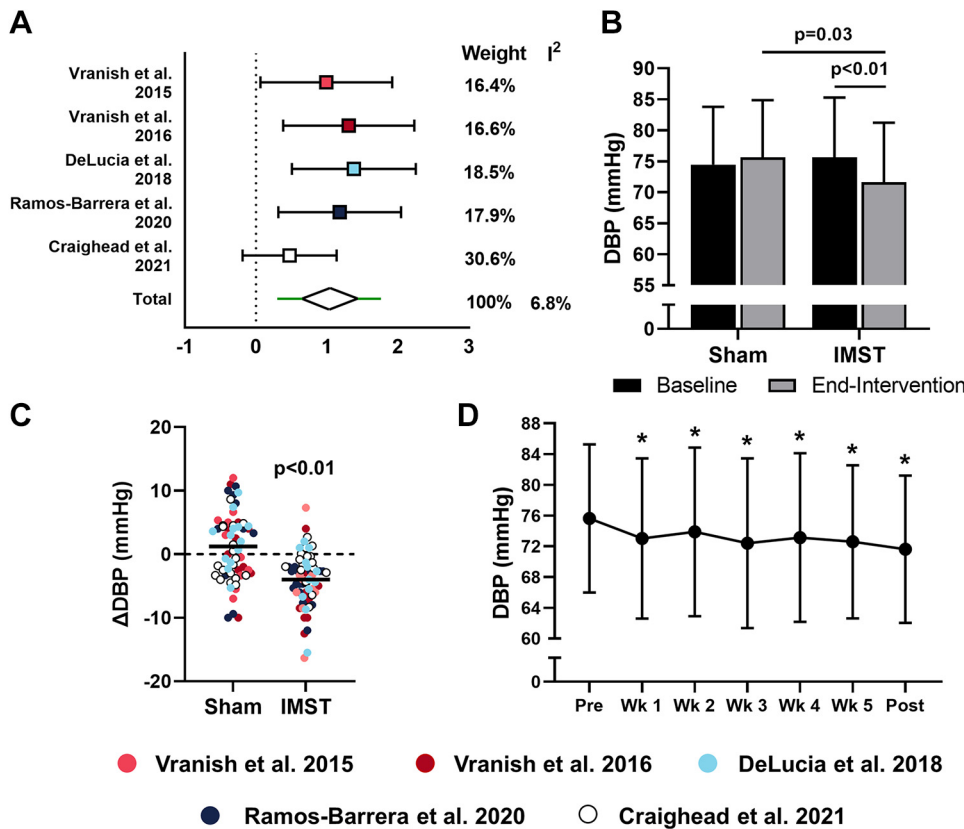 A
Weight I²
Vranish et al. 2015
16.4%
Vranish et al. 2016
16.6%
DeLucia et al. 2018
18.5%
Ramos-Barrera et al. 2020
17.9%
Craighead et al. 2021
30.6%
Total
100% 6.8%
-1 0 1 2 3
B
p=0.03
p<0.01
DBP (mmHg)
90
85
80
75
70
65
60
55
0
Sham IMST
Baseline End-Intervention
C
ΔDBP (mmHg)
20
10
0
-10
-20
p<0.01
Sham IMST
D
DBP (mmHg)
88
84
80
76
72
68
64
60
0
* * * * * *
Pre Wk 1 Wk 2 Wk 3 Wk 4 Wk 5 Post
Vranish et al. 2015 Vranish et al. 2016 DeLucia et al. 2018
Ramos-Barrera et al. 2020 Craighead et al. 2021